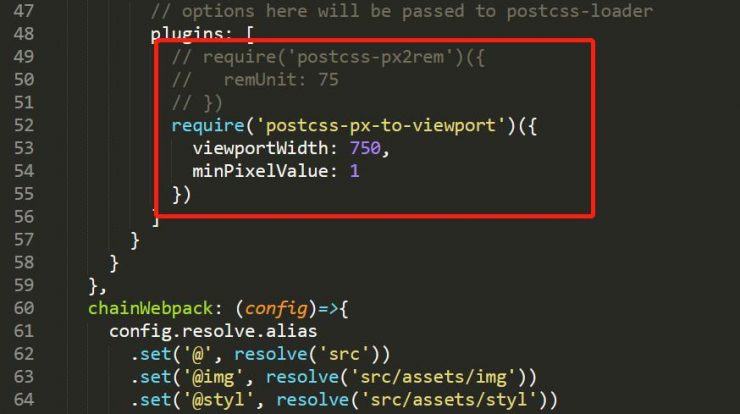 47 // options here will be passed to postcss-loader
48 plugins: [
49 // require('postcss-px2rem')({
50 //   remUnit: 75
51 // })
52 require('postcss-px-to-viewport')({
53 viewportWidth: 750,
54 minPixelValue: 1
55 })
56 ]
57 }
58 }
59 },
60 chainWebpack: (config)=>{
61 config.resolve.alias
62 .set('@', resolve('src'))
63 .set('@img', resolve('src/assets/img'))
64 .set('@styl', resolve('src/assets/styl'))